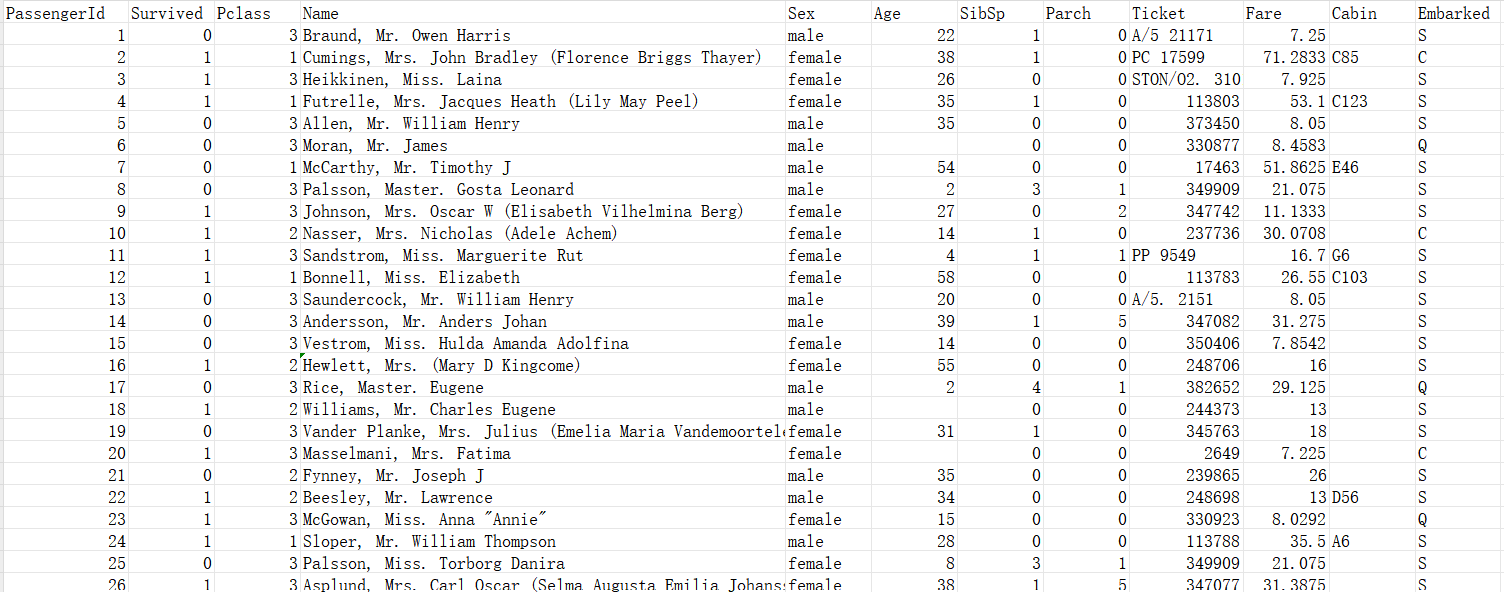 PassengerId Survived Pclass Name Sex Age SibSp Parch Ticket Fare Cabin Embarked
1 0 3 Braund, Mr. Owen Harris male 22 1 0 A/5 21171 7.25 S
2 1 1 Cumings, Mrs. John Bradley (Florence Briggs Thayer) female 38 1 0 PC 17599 71.2833 C85 C
3 1 3 Heikkinen, Miss. Laina female 26 0 0 STON/O2. 310 7.925 S
4 1 1 Futrelle, Mrs. Jacques Heath (Lily May Peel) female 35 1 0 113803 53.1 C123 S
5 0 3 Allen, Mr. William Henry male 35 0 0 373450 8.05 S
6 0 3 Moran, Mr. James male 0 0 330877 8.4583 Q
7 0 1 McCarthy, Mr. Timothy J male 54 0 0 17463 51.8625 E46 S
8 0 3 Palsson, Master. Gosta Leonard male 2 3 1 349909 21.075 S
9 1 3 Johnson, Mrs. Oscar W (Elisabeth Vilhelmina Berg) female 27 0 2 347742 11.1333 S
10 1 2 Nasser, Mrs. Nicholas (Adele Achem) female 14 1 0 237736 30.0708 C
11 1 3 Sandstrom, Miss. Marguerite Rut female 4 1 1 PP 9549 16.7 G6 S
12 1 1 Bonnell, Miss. Elizabeth female 58 0 0 113783 26.55 C103 S
13 0 3 Saundercock, Mr. William Henry male 20 0 0 A/5. 2151 8.05 S
14 0 3 Andersson, Mr. Anders Johan male 39 1 5 347082 31.275 S
15 0 3 Vestrom, Miss. Hulda Amanda Adolfina female 14 0 0 350406 7.8542 S
16 1 2 Hewlett, Mrs. (Mary D Kingcome) female 55 0 0 248706 16 S
17 0 3 Rice, Master. Eugene male 2 4 1 382652 29.125 Q
18 1 2 Williams, Mr. Charles Eugene male 0 0 244373 13 S
19 0 3 Vander Planke, Mrs. Julius (Emelia Maria Vandemoortele female 31 1 0 345763 18 S
20 1 3 Masselmani, Mrs. Fatima female 0 0 2649 7.225 C
21 0 2 Fynney, Mr. Joseph J male 35 0 0 239865 26 S
22 1 2 Beesley, Mr. Lawrence male 34 0 0 248698 13 D56 S
23 1 3 McGowan, Miss. Anna "Annie" female 15 0 0 330923 8.0292 Q
24 1 1 Sloper, Mr. William Thompson male 28 0 0 113788 35.5 A6 S
25 0 3 Palsson, Miss. Torborg Danira female 8 3 1 349909 21.075 S
26 1 3 Asplund, Mrs. Carl Oscar (Selma Augusta Emilia Johans female 38 1 5 347077 31.3875 S